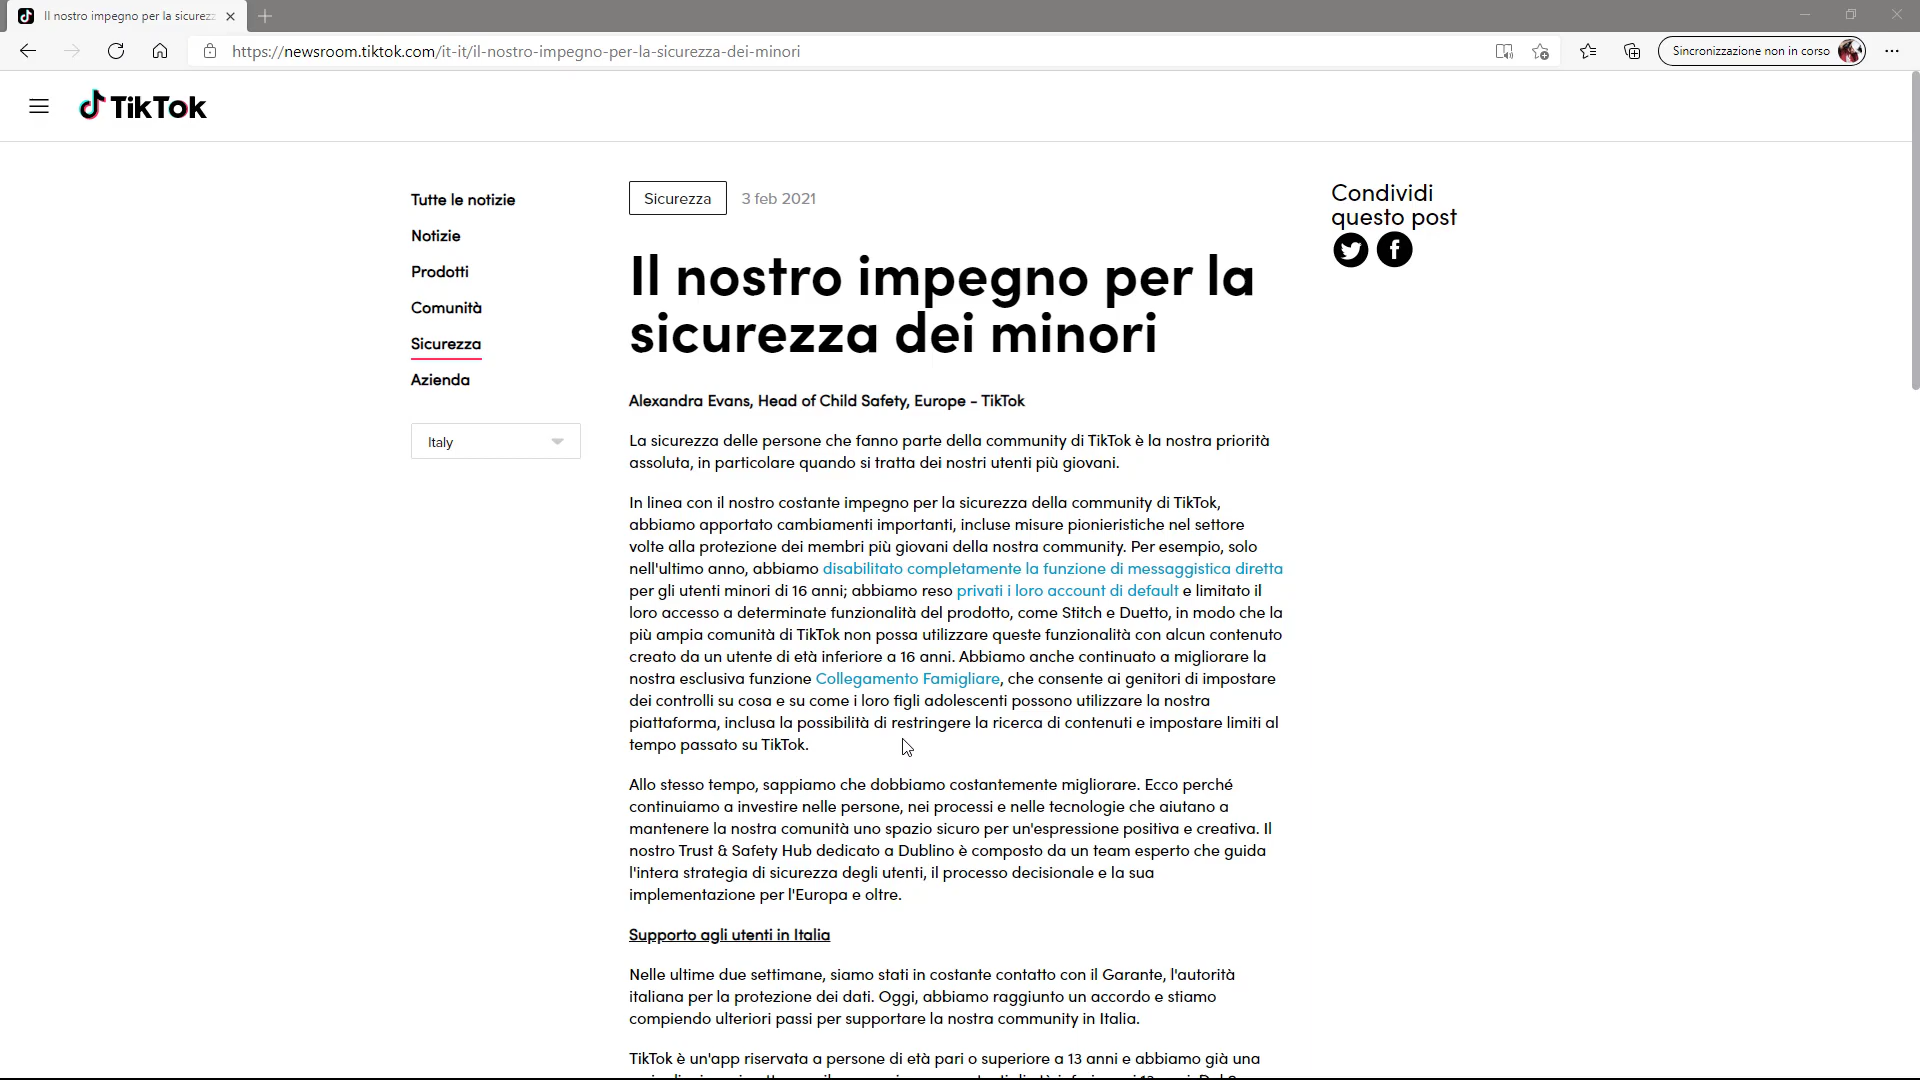 Il nostro impegno per la sicurez
https://newsroom.tiktok.com/it-it/il-nostro-impegno-per-la-sicurezza-dei-minori
Sincronizzazione non in corso
TikTok
Tutte le notizie
Notizie
Prodotti
Comunità
Sicurezza
Azienda
Italy
Sicurezza
3 feb 2021
Il nostro impegno per la
sicurezza dei minori
Alexandra Evans, Head of Child Safety, Europe - TikTok
La sicurezza delle persone che fanno parte della community di TikTok è la nostra priorità
assoluta, in particolare quando si tratta dei nostri utenti più giovani.
In linea con il nostro costante impegno per la sicurezza della community di TikTok,
abbiamo apportato cambiamenti importanti, incluse misure pionieristiche nel settore
volte alla protezione dei membri più giovani della nostra community. Per esempio, solo
nell'ultimo anno, abbiamo disabilitato completamente la funzione di messaggistica diretta
per gli utenti minori di 16 anni; abbiamo reso privati i loro account di default e limitato il
loro accesso a determinate funzionalità del prodotto, come Stitch e Duetto, in modo che la
più ampia comunità di TikTok non possa utilizzare queste funzionalità con alcun contenuto
creato da un utente di età inferiore a 16 anni. Abbiamo anche continuato a migliorare la
nostra esclusiva funzione Collegamento Famigliare, che consente ai genitori di impostare
dei controlli su cosa e su come i loro figli adolescenti possono utilizzare la nostra
piattaforma, inclusa la possibilità di restringere la ricerca di contenuti e impostare limiti al
tempo passato su TikTok.
Allo stesso tempo, sappiamo che dobbiamo costantemente migliorare. Ecco perché
continuiamo a investire nelle persone, nei processi e nelle tecnologie che aiutano a
mantenere la nostra comunità uno spazio sicuro per un'espressione positiva e creativa. Il
nostro Trust & Safety Hub dedicato a Dublino è composto da un team esperto che guida
l'intera strategia di sicurezza degli utenti, il processo decisionale e la sua
implementazione per l'Europa e oltre.
Supporto agli utenti in Italia
Nelle ultime due settimane, siamo stati in costante contatto con il Garante, l'autorità
italiana per la protezione dei dati. Oggi, abbiamo raggiunto un accordo e stiamo
compiendo ulteriori passi per supportare la nostra community in Italia.
TikTok è un'app riservata a persone di età pari o superiore a 13 anni e abbiamo già una
Condividi
questo post